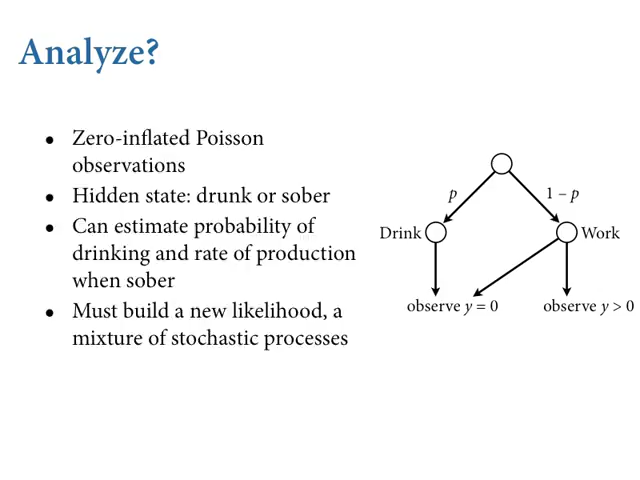 Analyze?
• Zero-inflated Poisson
observations
• Hidden state: drunk or sober
• Can estimate probability of
drinking and rate of production
when sober
• Must build a new likelihood, a
mixture of stochastic processes
p
1 – p
Drink
Work
observe y = 0
observe y > 0